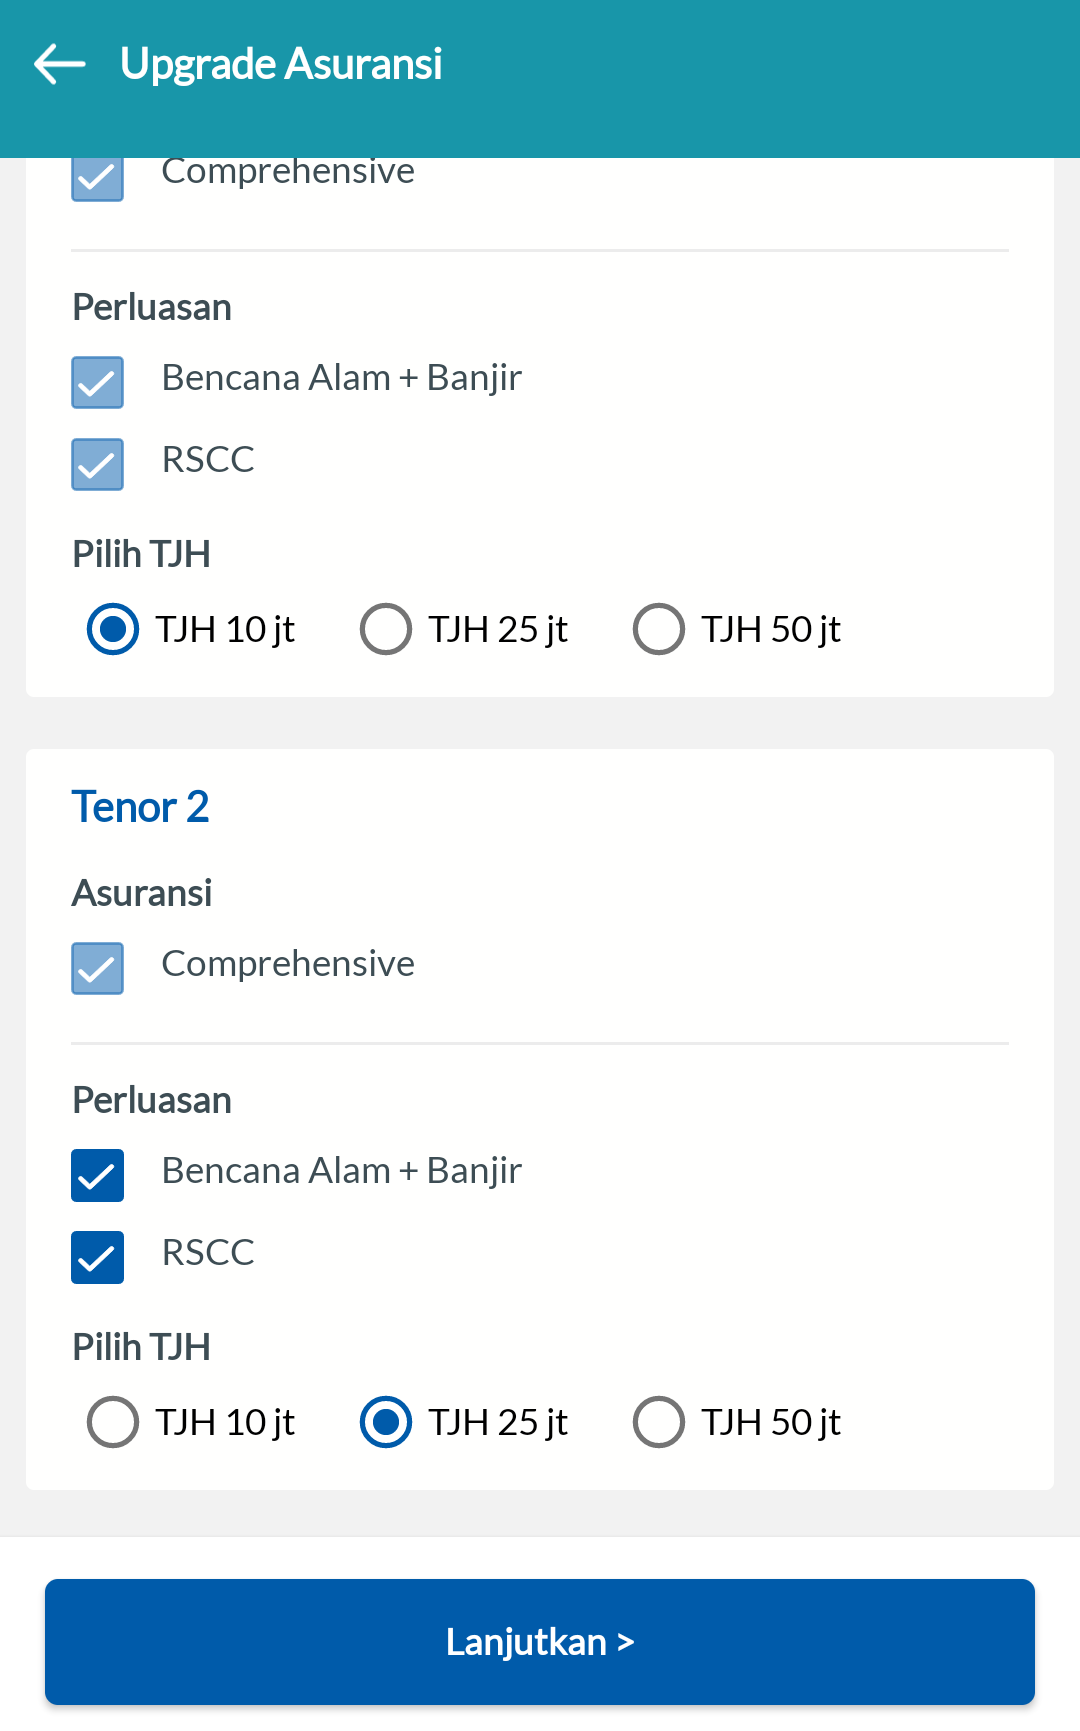 Upgrade Asuransi
Comprehensive
Perluasan
Bencana Alam + Banjir
RSCC
Pilih TJH
TJH 10 jt TJH 25 jt TJH 50 jt
Tenor 2
Asuransi
Comprehensive
Perluasan
Bencana Alam + Banjir
RSCC
Pilih TJH
TJH 10 jt TJH 25 jt TJH 50 jt
Lanjutkan >